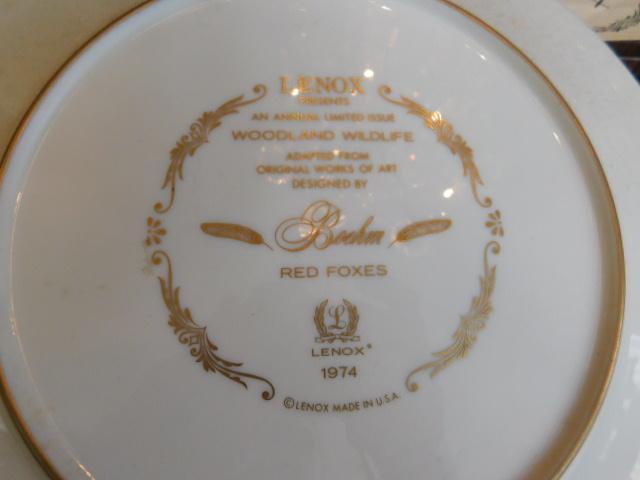 LENOX
PRESENTS
AN ANNUAL LIMITED ISSUE
WOODLAND WILDLIFE
ADAPTED FROM
ORIGINAL WORKS OF ART
DESIGNED BY
Boehm
RED FOXES
L
LENOX®
1974
© LENOX MADE IN U.S.A.